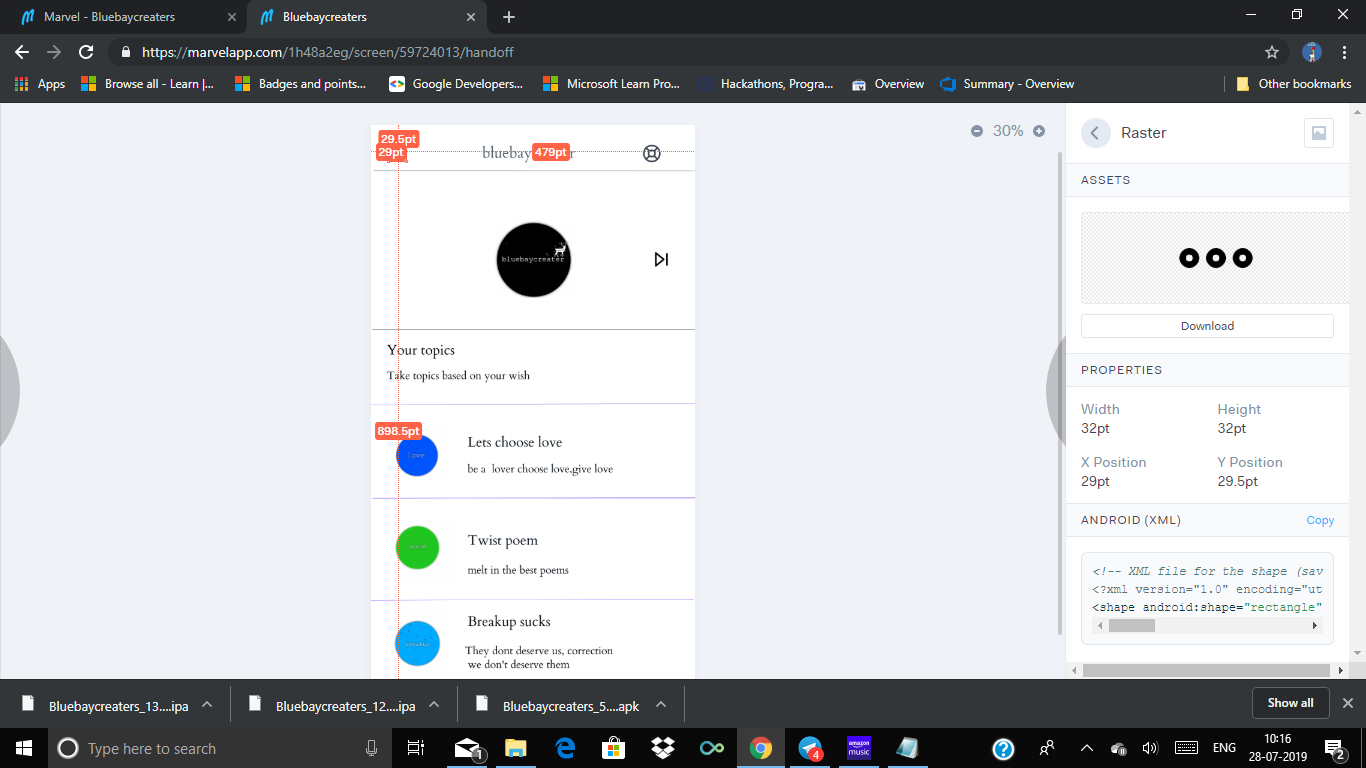 Marvel - Bluebaycreaters
Bluebaycreaters
https://marvelapp.com/1h48a2eg/screen/59724013/handoff
Apps
Browse all - Learn |...
Badges and points...
Google Developers...
Microsoft Learn Pro...
Hackathons, Progra...
Overview
Summary - Overview
Other bookmarks
29.5pt
29pt
479pt
bluebay
r
30%
bluebaycreater
Your topics
Take topics based on your wish
898.5pt
love
Lets choose love
be a lover choose love,give love
Twist poem
melt in the best poems
Breakup sucks
They dont deserve us, correction
we don't deserve them
Raster
ASSETS
Download
PROPERTIES
Width
Height
32pt
32pt
X Position
Y Position
29pt
29.5pt
ANDROID (XML)
Copy
<!-- XML file for the shape (sav
<?xml version="1.0" encoding="ut
<shape android:shape="rectangle"
Bluebaycreaters_13....ipa
Bluebaycreaters_12....ipa
Bluebaycreaters_5....apk
Show all
Type here to search
1
4
amazon
music
ENG
10:16
28-07-2019
2